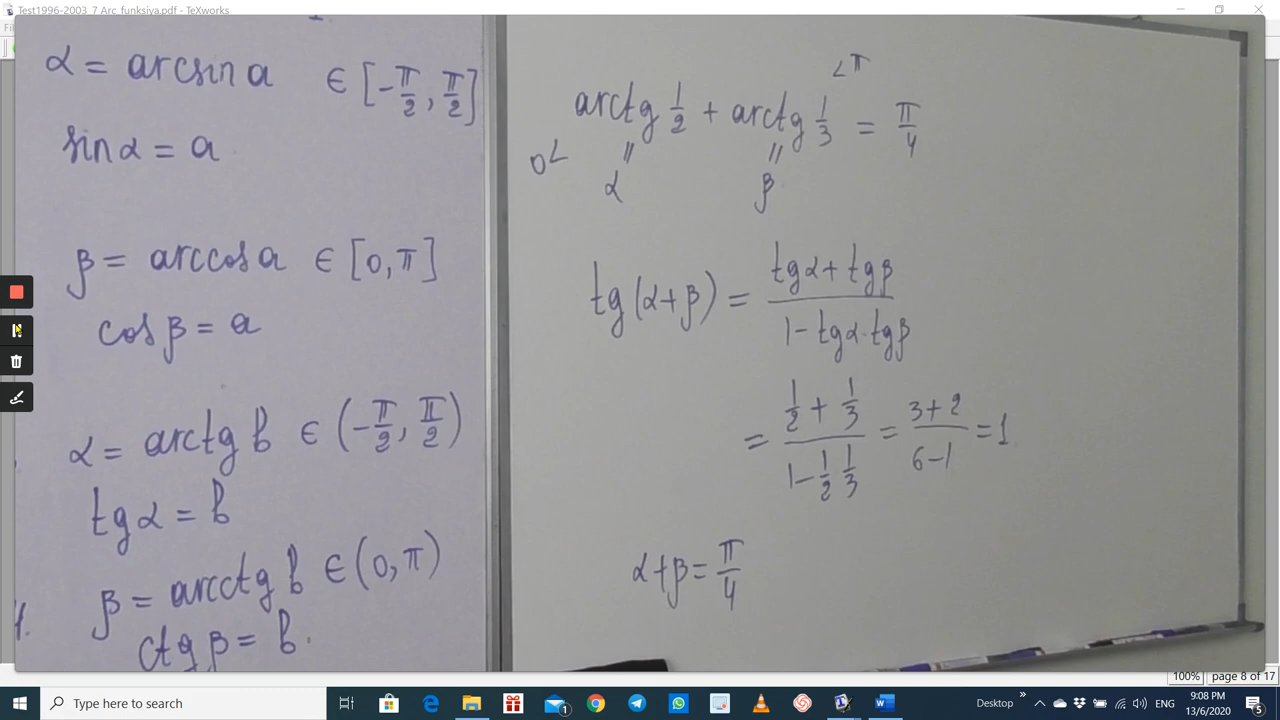 Test1996-2003_7 Arc_funksiya.pdf - TeXworks
α = arcsin a ∈ [-π/2, π/2]
sin α = a
β = arccos a ∈ [0, π]
cos β = a
α = arctg b ∈ (-π/2, π/2)
tg α = b
β = arcctg b ∈ (0, π)
ctg β = b.
0 < arctg 1/2 + arctg 1/3 < π = π/4
α β
tg(α+β) = (tgα + tgβ)/(1 - tgα·tgβ)
= (1/2 + 1/3)/(1 - 1/2 1/3) = (3+2)/(6-1) = 1
α+β = π/4
100% page 8 of 17
Type here to search
1
Desktop » ENG 9:08 PM 13/6/2020 5